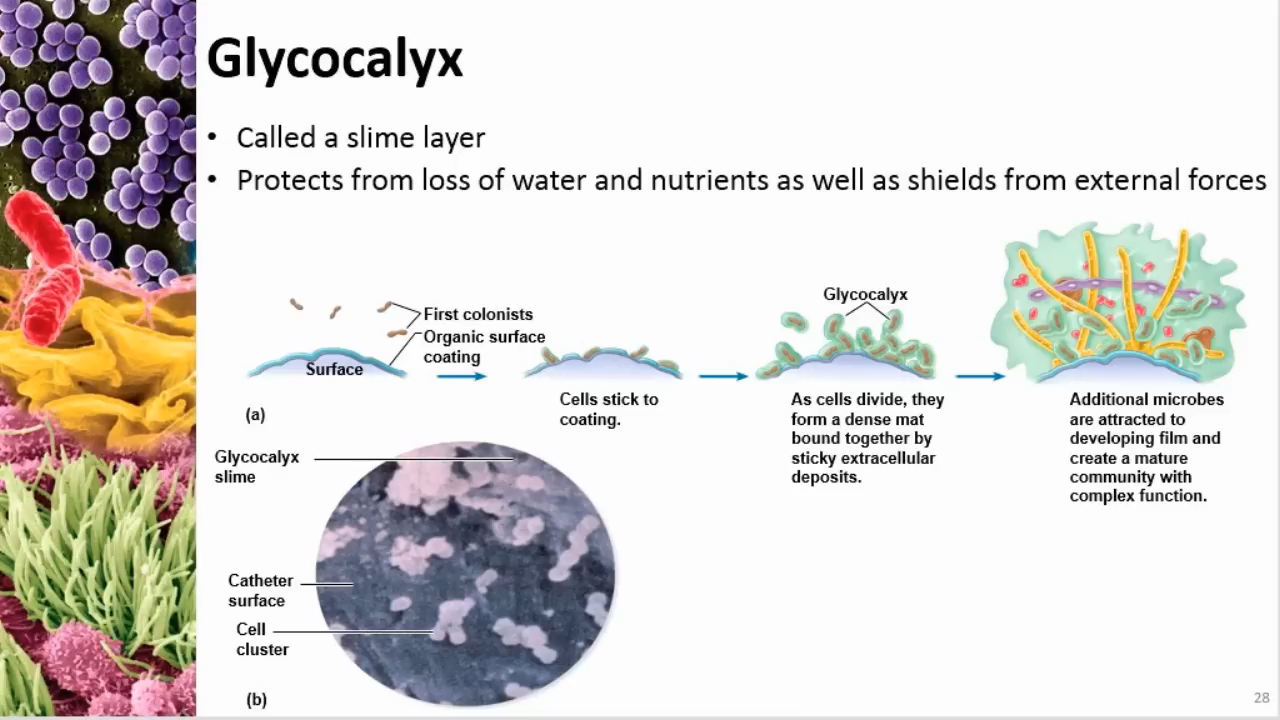 Glycocalyx
• Called a slime layer
• Protects from loss of water and nutrients as well as shields from external forces
First colonists
Organic surface
coating
Surface
(a)
Cells stick to
coating.
Glycocalyx
As cells divide, they
form a dense mat
bound together by
sticky extracellular
deposits.
Additional microbes
are attracted to
developing film and
create a mature
community with
complex function.
Glycocalyx
slime
Catheter
surface
Cell
cluster
(b)
28